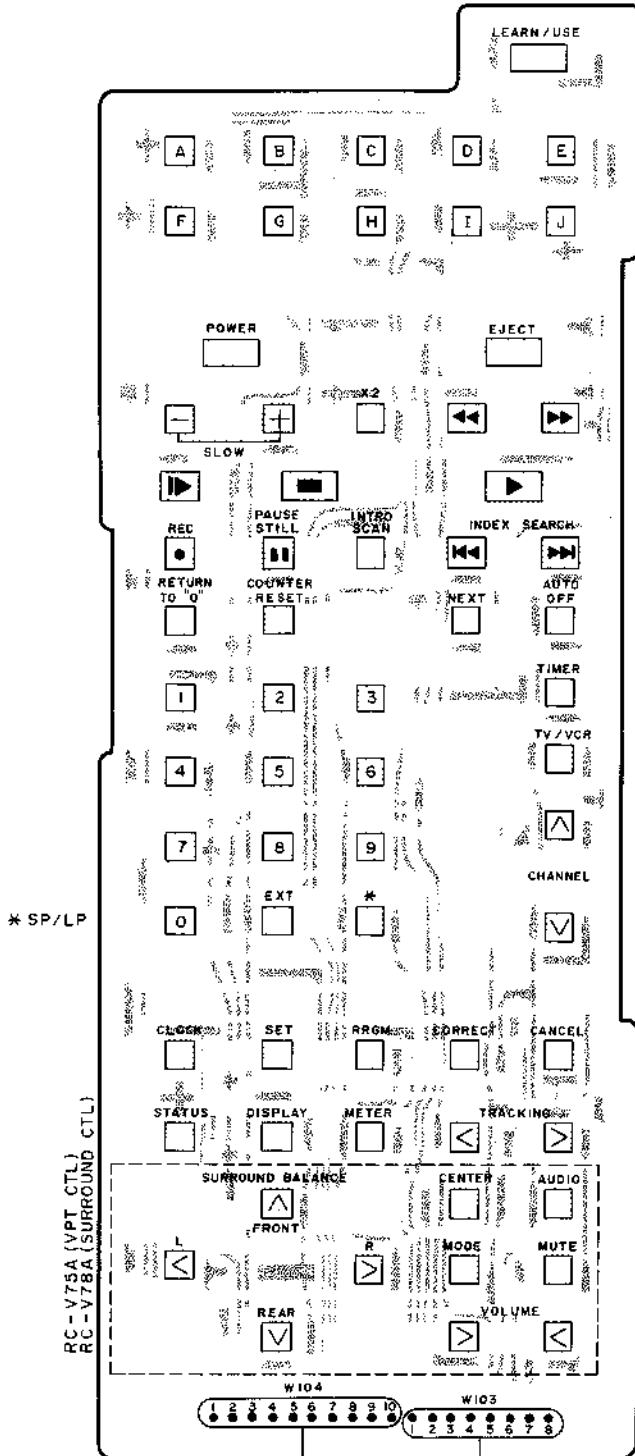 LEARN/USE
A B C D E
F G H I J
POWER EJECT
X2
SLOW
REC PAUSE STILL INTRO SCAN INDEX SEARCH
RETURN TO "0" COUNTER RESET NEXT AUTO OFF
1 2 3 TIMER
TV/VCR
4 5 6
7 8 9
CHANNEL
EXT *
0
* SP/LP
CLOCK SET RRGM CORRECT CANCEL
STATUS DISPLAY METER TRACKING
RC-V75A (VPT CTL)
RC-V78A (SURROUND CTL)
SURROUND BALANCE CENTER AUDIO
FRONT
L R MODE MUTE
REAR VOLUME
W104
1 2 3 4 5 6 7 8 9 10
W103
1 2 3 4 5 6 7 8